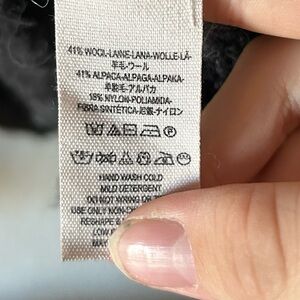 41% WOOL-LAINE-LANA-WOLLE-LÃ-
羊毛-ウール
41% ALPACA-ALPAGA-ALPAKA-
羊駝毛-アルパカ
18% NYLON-POLIAMIDA-
FIBRA SINTÉTICA-尼龍-ナイロン
HAND WASH COLD
MILD DETERGENT
DO NOT WRING OR
USE ONLY NON-
RESHAPE &
LAY
MAY